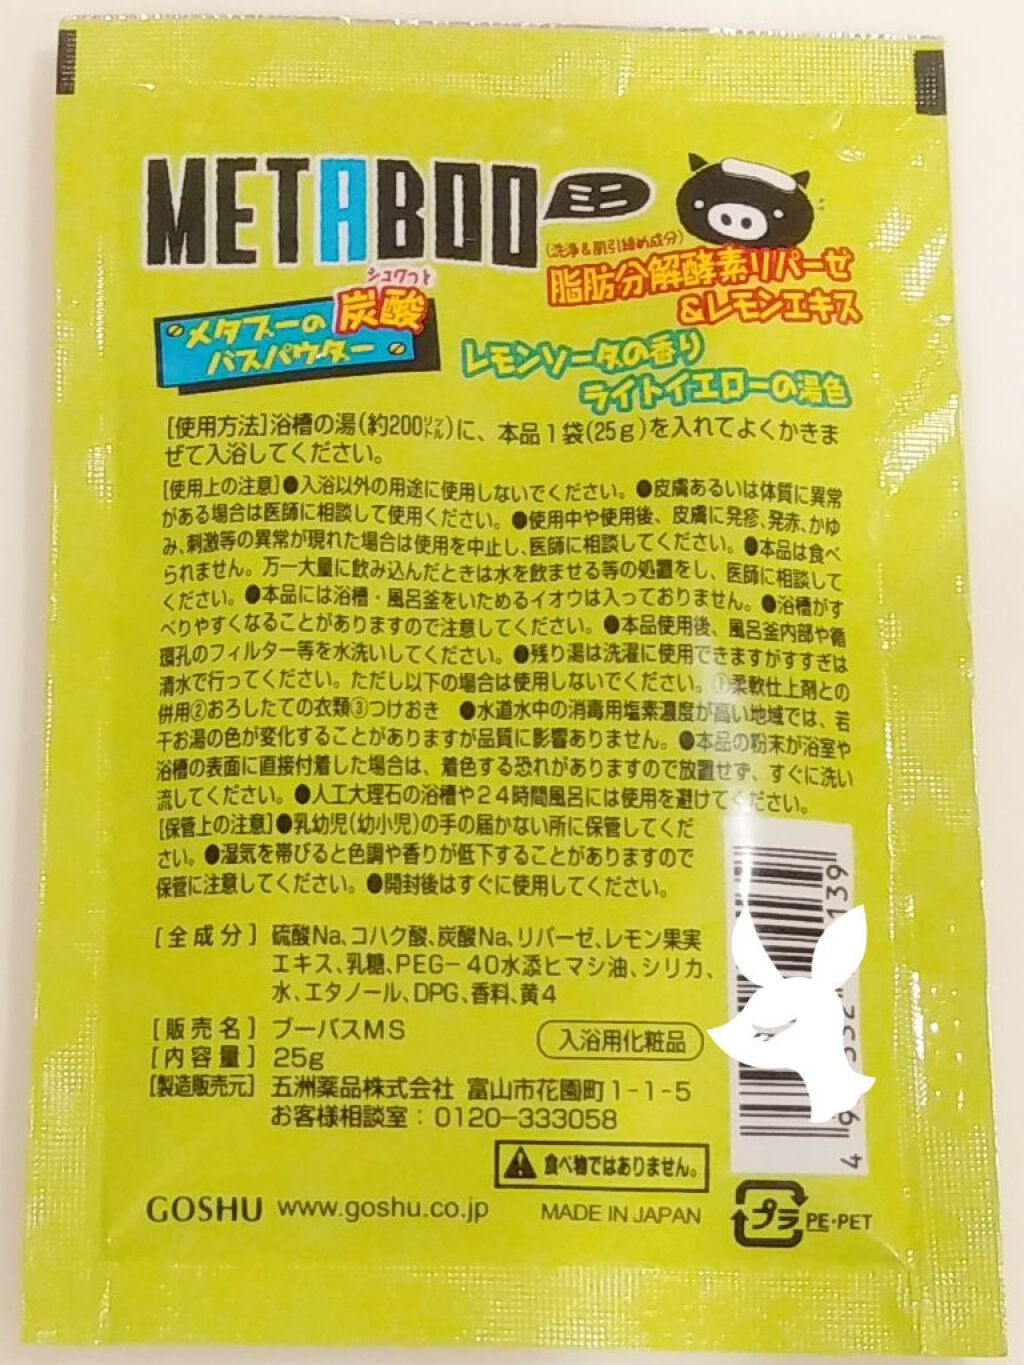 METABOO ミニ
(洗浄&肌引締め成分)
脂肪分解酵素リパーゼ
&レモンエキス
シュワっと
メタブーの炭酸
バスパウダー
レモンソーダの香り
ライトイエローの湯色
[使用方法]浴槽の湯(約200リットル)に、本品1袋(25g)を入れてよくかきま
ぜて入浴してください。
[使用上の注意]●入浴以外の用途に使用しないでください。●皮膚あるいは体質に異常
がある場合は医師に相談して使用ください。●使用中や使用後、皮膚に発疹、発赤、かゆ
み、刺激等の異常が現れた場合は使用を中止し、医師に相談してください。●本品は食べ
られません。万一大量に飲み込んだときは水を飲ませる等の処置をし、医師に相談して
ください。●本品には浴槽・風呂釜をいためるイオウは入っておりません。●浴槽がす
べりやすくなることがありますので注意してください。●本品使用後、風呂釜内部や循
環孔のフィルター等を水洗いしてください。●残り湯は洗濯に使用できますがすすぎは
清水で行ってください。ただし以下の場合は使用しないでください。①柔軟仕上剤との
併用②おろしたての衣類③つけおき ●水道水中の消毒用塩素濃度が高い地域では、若
干お湯の色が変化することがありますが品質に影響ありません。●本品の粉末が浴室や
浴槽の表面に直接付着した場合は、着色する恐れがありますので放置せず、すぐに洗い
流してください。●人工大理石の浴槽や24時間風呂には使用を避けてください。
[保管上の注意]●乳幼児(幼小児)の手の届かない所に保管してくだ
さい。●湿気を帯びると色調や香りが低下することがありますので
保管に注意してください。●開封後はすぐに使用してください。
[全成分] 硫酸Na、コハク酸、炭酸Na、リパーゼ、レモン果実
エキス、乳糖、PEG-40水添ヒマシ油、シリカ、
水、エタノール、DPG、香料、黄4
[販売名] ブーバスMS
[内容量] 25g
入浴用化粧品
[製造販売元] 五洲薬品株式会社 富山市花園町1-1-5
お客様相談室：0120-333058
食べ物ではありません。
GOSHU www.goshu.co.jp
MADE IN JAPAN
プラ PE・PET